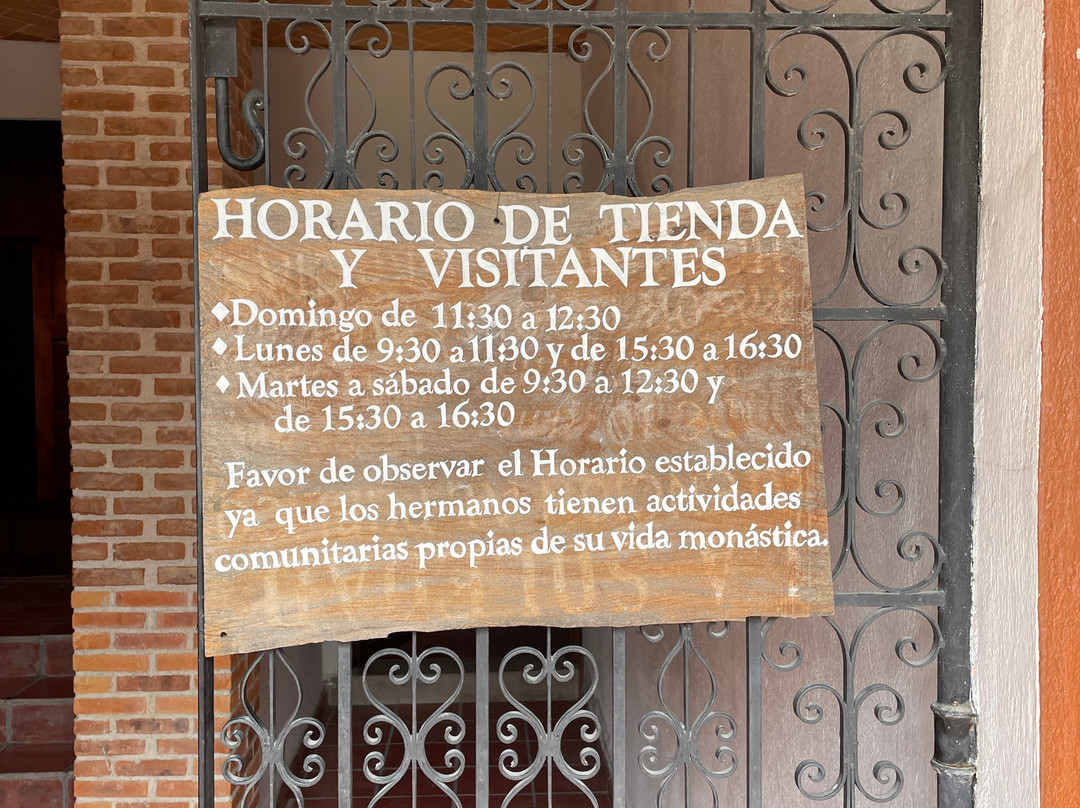 HORARIO DE TIENDA
Y VISITANTES
◆Domingo de 11:30 a 12:30
◆Lunes de 9:30 a 11:30 y de 15:30 a 16:30
◆Martes a sábado de 9:30 a 12:30 y
de 15:30 a 16:30
Favor de observar el Horario establecido
ya que los hermanos tienen actividades
comunitarias propias de su vida monástica.